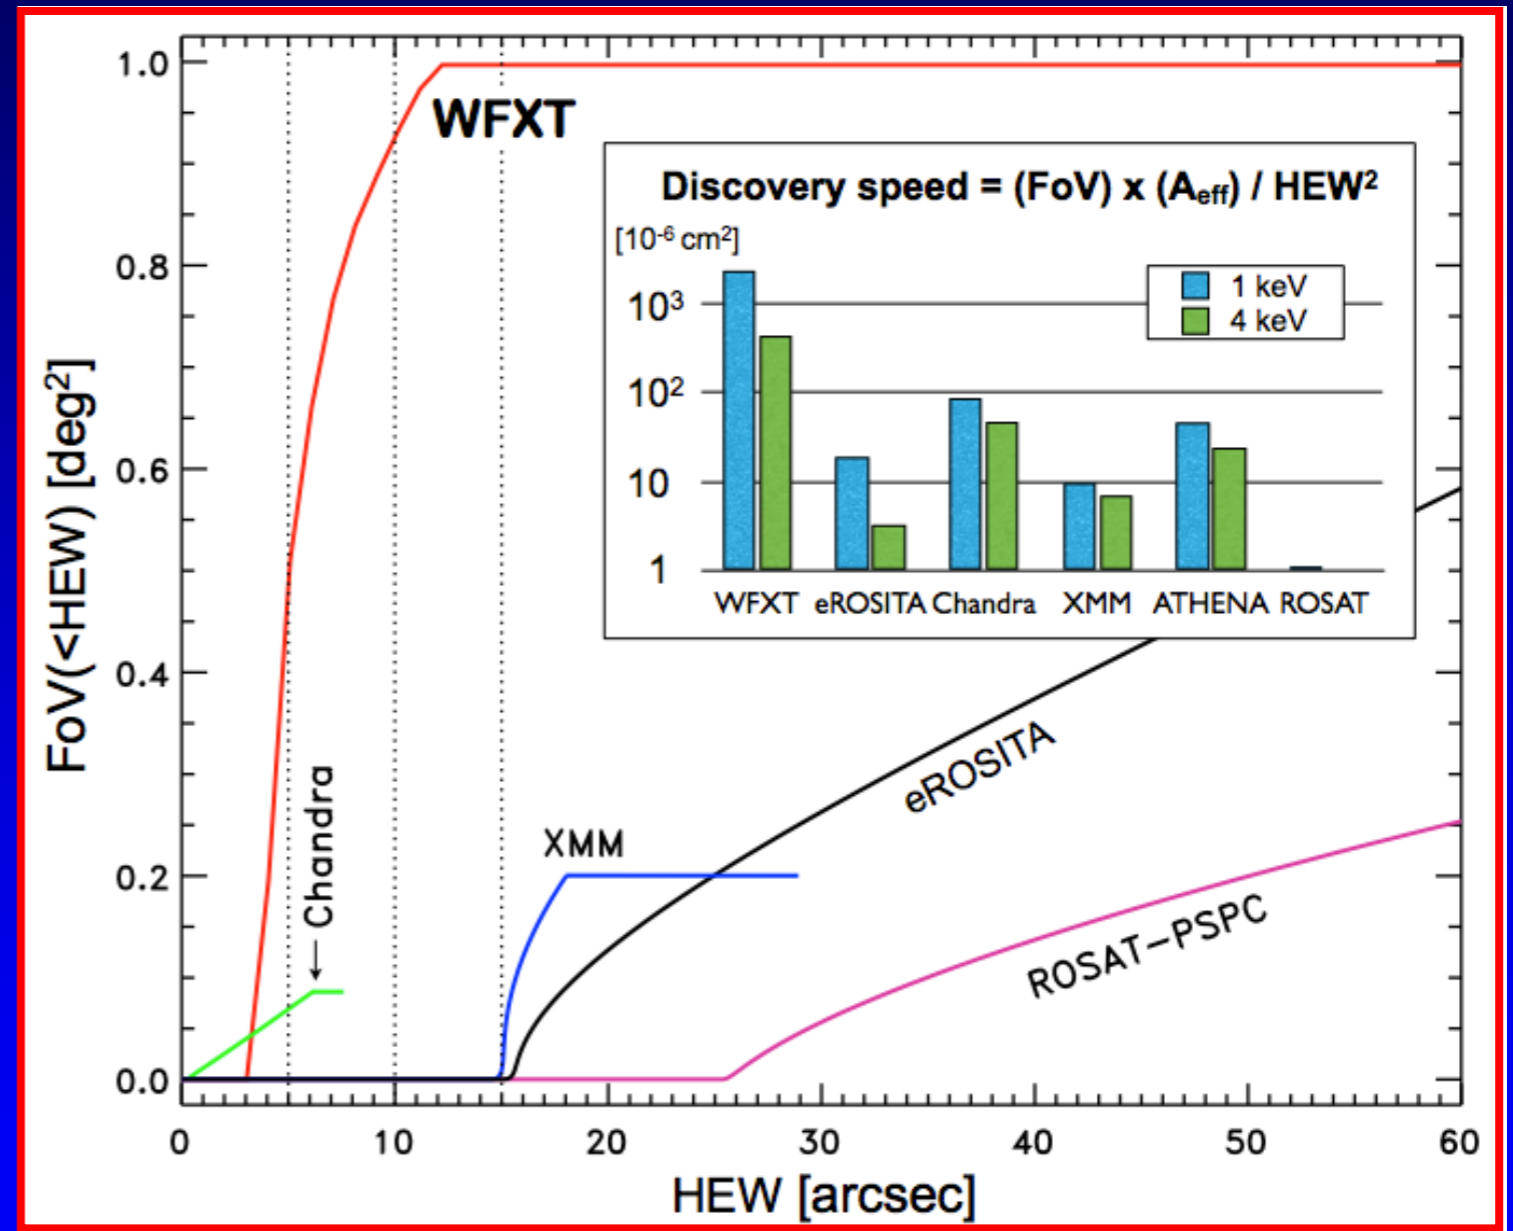 1.0
0.8
0.6
0.4
0.2
0.0
FoV(<HEW) [deg²]
0 10 20 30 40 50 60
HEW [arcsec]
WFXT
Chandra
XMM
eROSITA
ROSAT-PSPC
Discovery speed = (FoV) x (Aeff) / HEW²
[10⁻⁶ cm²]
10³
10²
10
1
1 keV
4 keV
WFXT eROSITA Chandra XMM ATHENA ROSAT